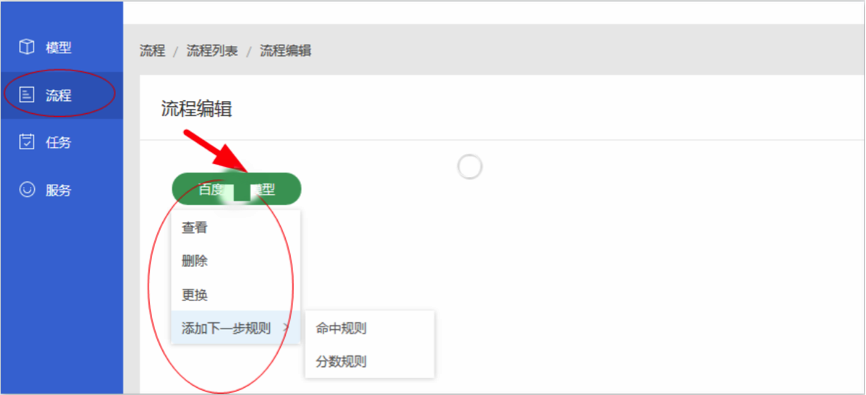 模型
流程
任务
服务
流程 / 流程列表 / 流程编辑
流程编辑
百度 型
查看
删除
更换
添加下一步规则 >
命中规则
分数规则